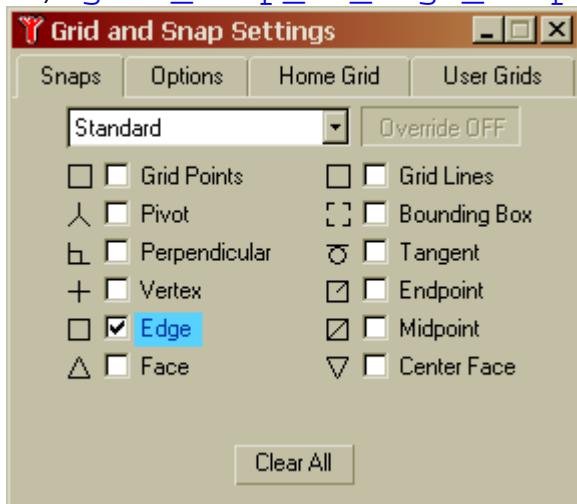 Grid and Snap Settings
Snaps Options Home Grid User Grids
Standard Override OFF
Grid Points Grid Lines
Pivot Bounding Box
Perpendicular Tangent
Vertex Endpoint
Edge Midpoint
Face Center Face
Clear All